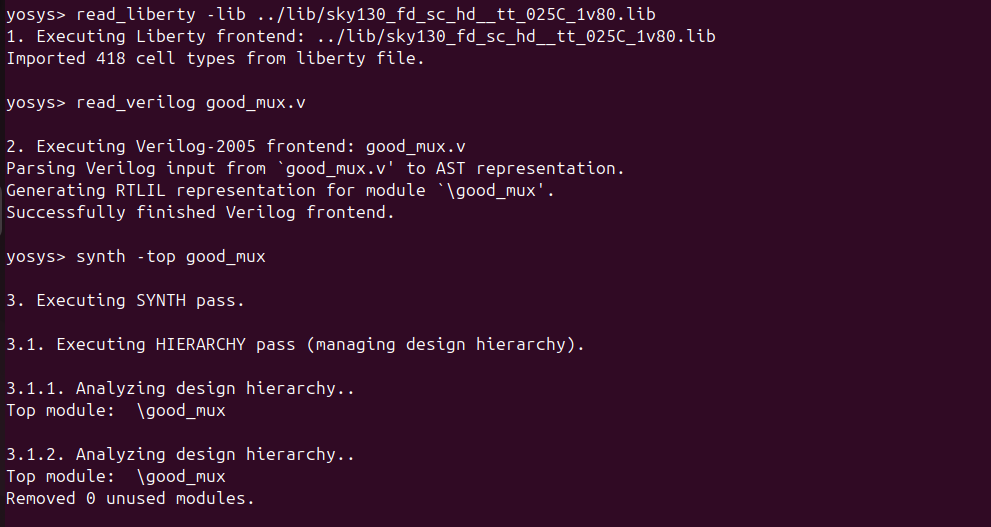 yosys> read_liberty -lib ../lib/sky130_fd_sc_hd__tt_025C_1v80.lib
1. Executing Liberty frontend: ../lib/sky130_fd_sc_hd__tt_025C_1v80.lib
Imported 418 cell types from liberty file.
yosys> read_verilog good_mux.v
2. Executing Verilog-2005 frontend: good_mux.v
Parsing Verilog input from `good_mux.v' to AST representation.
Generating RTLIL representation for module `\good_mux'.
Successfully finished Verilog frontend.
yosys> synth -top good_mux
3. Executing SYNTH pass.
3.1. Executing HIERARCHY pass (managing design hierarchy).
3.1.1. Analyzing design hierarchy..
Top module:  \good_mux
3.1.2. Analyzing design hierarchy..
Top module:  \good_mux
Removed 0 unused modules.